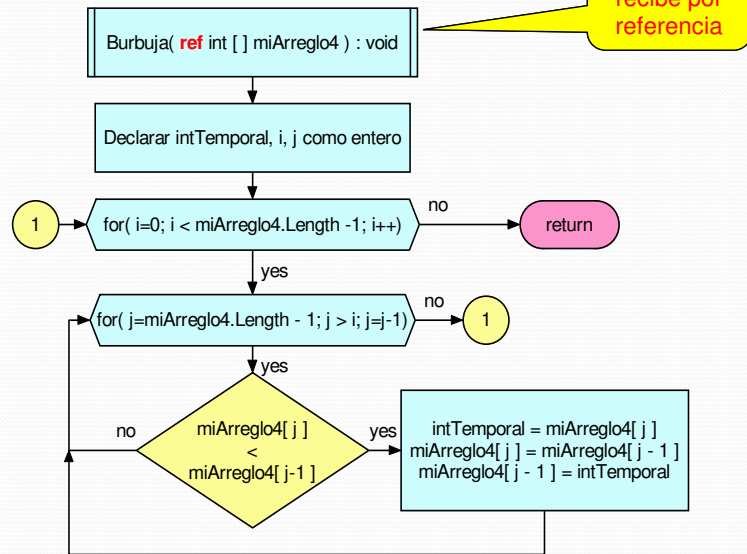 recibe por
referencia
Burbuja( ref int [ ] miArreglo4 ) : void
Declarar intTemporal, i, j como entero
1
for( i=0; i < miArreglo4.Length -1; i++)
no
return
yes
for( j=miArreglo4.Length - 1; j > i; j=j-1)
no
1
yes
miArreglo4[ j ]
<
miArreglo4[ j-1 ]
no
yes
intTemporal = miArreglo4[ j ]
miArreglo4[ j ] = miArreglo4[ j - 1 ]
miArreglo4[ j - 1 ] = intTemporal